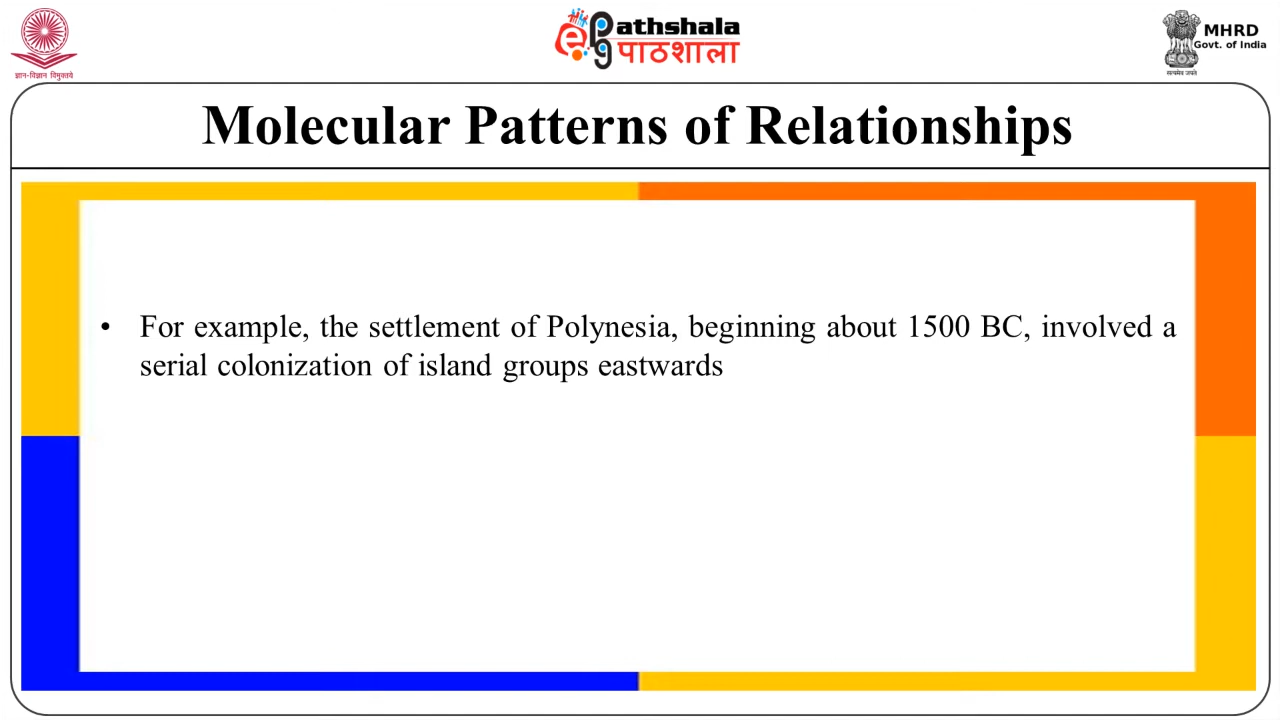 ज्ञान-विज्ञान विमुक्तये
ePG Pathshala
पाठशाला
MHRD
Govt. of India
सत्यमेव जयते
Molecular Patterns of Relationships
• For example, the settlement of Polynesia, beginning about 1500 BC, involved a
serial colonization of island groups eastwards